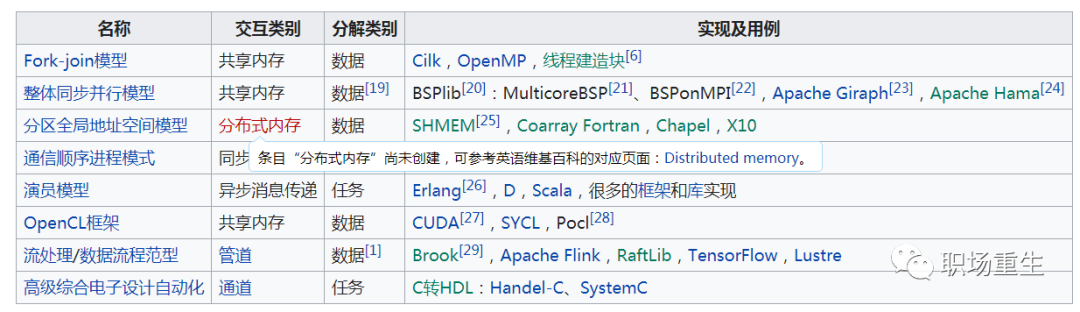 名称 交互类别 分解类别 实现及用例
Fork-join模型 共享内存 数据 Cilk，OpenMP，线程建造块[6]
整体同步并行模型 共享内存 数据[19] BSPlib[20]：MulticoreBSP[21]、BSPonMPI[22]，Apache Giraph[23]，Apache Hama[24]
分区全局地址空间模型 分布式内存 数据 SHMEM[25]，Coarray Fortran，Chapel，X10
通信顺序进程模式 同步
条目“分布式内存”尚未创建，可参考英语维基百科的对应页面：Distributed memory。
演员模型 异步消息传递 任务 Erlang[26]，D，Scala，很多的框架和库实现
OpenCL框架 共享内存 数据 CUDA[27]，SYCL，Pocl[28]
流处理/数据流程范型 管道 数据[1] Brook[29]，Apache Flink，RaftLib，TensorFlow，Lustre
高级综合电子设计自动化 通道 任务 C转HDL：Handel-C、SystemC
职场重生